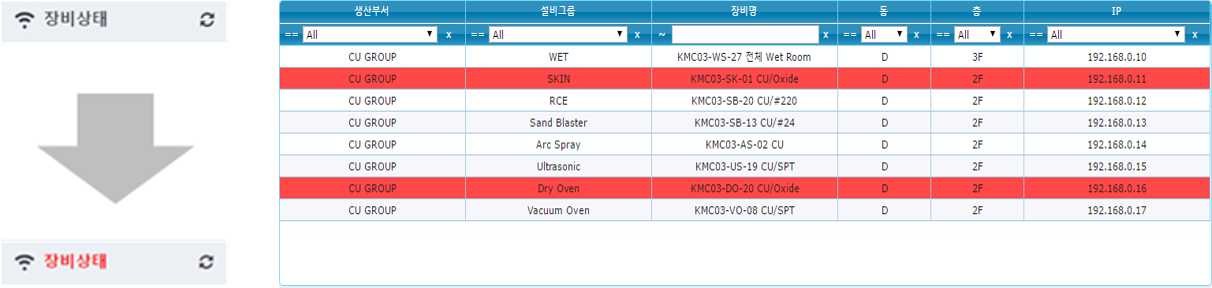 장비상태
장비상태
생산부서 설비그룹 장비명 동 층 IP
== All x == All x ~ x == All x == All x == All x
CU GROUP WET KMC03-WS-27 전체 Wet Room D 3F 192.168.0.10
CU GROUP SKIN KMC03-SK-01 CU/Oxide D 2F 192.168.0.11
CU GROUP RCE KMC03-SB-20 CU/#220 D 2F 192.168.0.12
CU GROUP Sand Blaster KMC03-SB-13 CU/#24 D 2F 192.168.0.13
CU GROUP Arc Spray KMC03-AS-02 CU D 2F 192.168.0.14
CU GROUP Ultrasonic KMC03-US-19 CU/SPT D 2F 192.168.0.15
CU GROUP Dry Oven KMC03-DO-20 CU/Oxide D 2F 192.168.0.16
CU GROUP Vacuum Oven KMC03-VO-08 CU/SPT D 2F 192.168.0.17